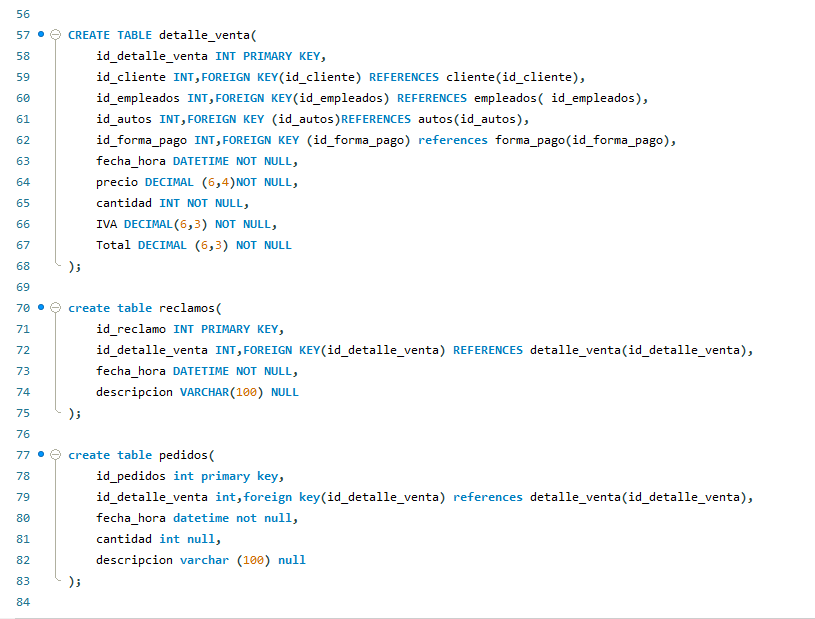 56
57 CREATE TABLE detalle_venta(
58 id_detalle_venta INT PRIMARY KEY,
59 id_cliente INT,FOREIGN KEY(id_cliente) REFERENCES cliente(id_cliente),
60 id_empleados INT,FOREIGN KEY(id_empleados) REFERENCES empleados( id_empleados),
61 id_autos INT,FOREIGN KEY (id_autos)REFERENCES autos(id_autos),
62 id_forma_pago INT,FOREIGN KEY (id_forma_pago) references forma_pago(id_forma_pago),
63 fecha_hora DATETIME NOT NULL,
64 precio DECIMAL (6,4)NOT NULL,
65 cantidad INT NOT NULL,
66 IVA DECIMAL(6,3) NOT NULL,
67 Total DECIMAL (6,3) NOT NULL
68 );
69
70 create table reclamos(
71 id_reclamo INT PRIMARY KEY,
72 id_detalle_venta INT,FOREIGN KEY(id_detalle_venta) REFERENCES detalle_venta(id_detalle_venta),
73 fecha_hora DATETIME NOT NULL,
74 descripcion VARCHAR(100) NULL
75 );
76
77 create table pedidos(
78 id_pedidos int primary key,
79 id_detalle_venta int,foreign key(id_detalle_venta) references detalle_venta(id_detalle_venta),
80 fecha_hora datetime not null,
81 cantidad int null,
82 descripcion varchar (100) null
83 );
84